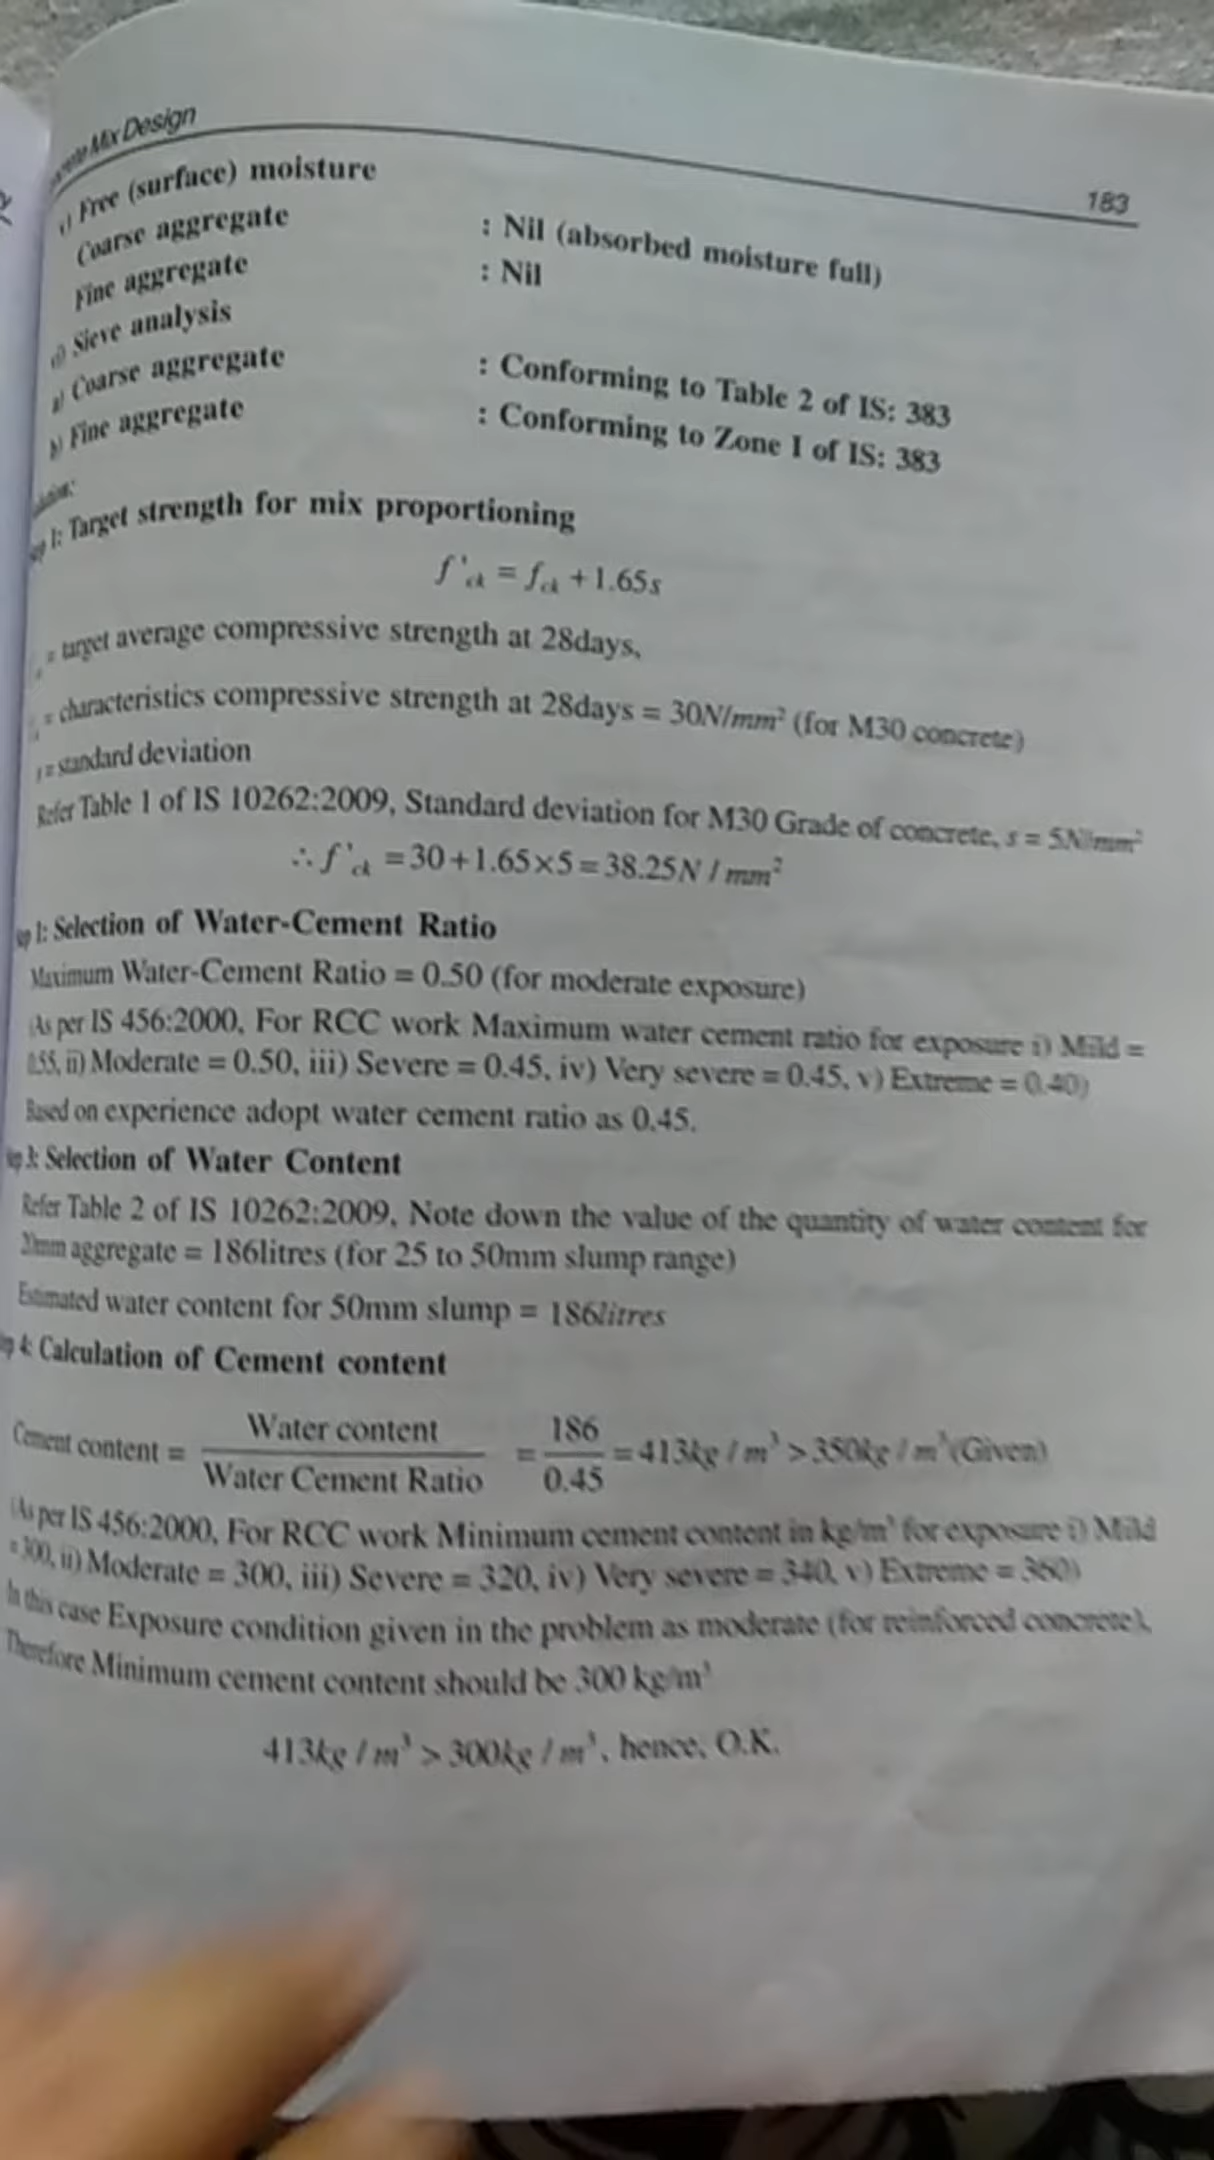 Mix Design
183
Free (surface) moisture
Coarse aggregate : Nil (absorbed moisture full)
Fine aggregate : Nil
Sieve analysis
a) Coarse aggregate : Conforming to Table 2 of IS: 383
b) Fine aggregate : Conforming to Zone I of IS: 383
1: Target strength for mix proportioning
f'ck = fck + 1.65s
= target average compressive strength at 28days,
= characteristics compressive strength at 28days = 30N/mm² (for M30 concrete)
s = standard deviation
Refer Table 1 of IS 10262:2009, Standard deviation for M30 Grade of concrete, s = 5N/mm²
∴ f'ck = 30+1.65×5 = 38.25N / mm²
1: Selection of Water-Cement Ratio
Maximum Water-Cement Ratio = 0.50 (for moderate exposure)
(As per IS 456:2000, For RCC work Maximum water cement ratio for exposure i) Mild =
0.55, ii) Moderate = 0.50, iii) Severe = 0.45, iv) Very severe = 0.45, v) Extreme = 0.40)
Based on experience adopt water cement ratio as 0.45.
3: Selection of Water Content
Refer Table 2 of IS 10262:2009, Note down the value of the quantity of water content for
20mm aggregate = 186litres (for 25 to 50mm slump range)
Estimated water content for 50mm slump = 186litres
4: Calculation of Cement content
Cement content = Water content / Water Cement Ratio = 186 / 0.45 = 413kg / m³ > 350kg / m³ (Given)
(As per IS 456:2000, For RCC work Minimum cement content in kg/m³ for exposure i) Mild
= 300, ii) Moderate = 300, iii) Severe = 320, iv) Very severe = 340, v) Extreme = 360)
In this case Exposure condition given in the problem as moderate (for reinforced concrete),
Therefore Minimum cement content should be 300 kg/m³
413kg / m³ > 300kg / m³, hence, O.K.